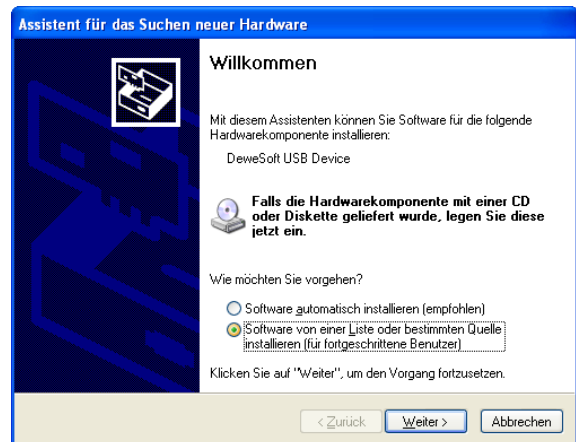 Assistent für das Suchen neuer Hardware
Willkommen
Mit diesem Assistenten können Sie Software für die folgende
Hardwarekomponente installieren:
DeweSoft USB Device
Falls die Hardwarekomponente mit einer CD
oder Diskette geliefert wurde, legen Sie diese
jetzt ein.
Wie möchten Sie vorgehen?
Software automatisch installieren (empfohlen)
Software von einer Liste oder bestimmten Quelle
installieren (für fortgeschrittene Benutzer)
Klicken Sie auf "Weiter", um den Vorgang fortzusetzen.
< Zurück Weiter > Abbrechen